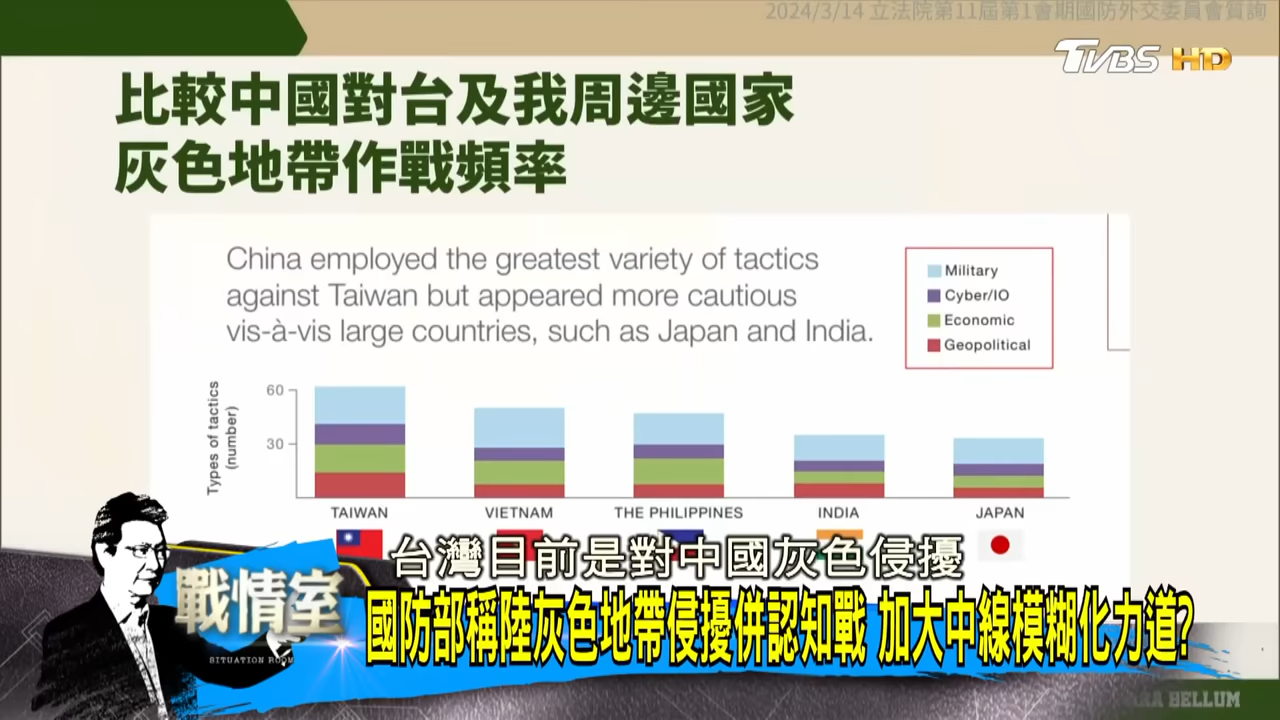 2024/3/14 立法院第11屆第1會期國防外交委員會質詢
TVBS HD
比較中國對台及我周邊國家
灰色地帶作戰頻率
China employed the greatest variety of tactics
against Taiwan but appeared more cautious
vis-à-vis large countries, such as Japan and India.
Military
Cyber/IO
Economic
Geopolitical
Types of tactics
(number)
60
30
TAIWAN
VIETNAM
THE PHILIPPINES
INDIA
JAPAN
台灣目前是對中國灰色侵擾
戰情室
SITUATION ROOM
國防部稱陸灰色地帶侵擾併認知戰 加大中線模糊化力道?
BELLUM